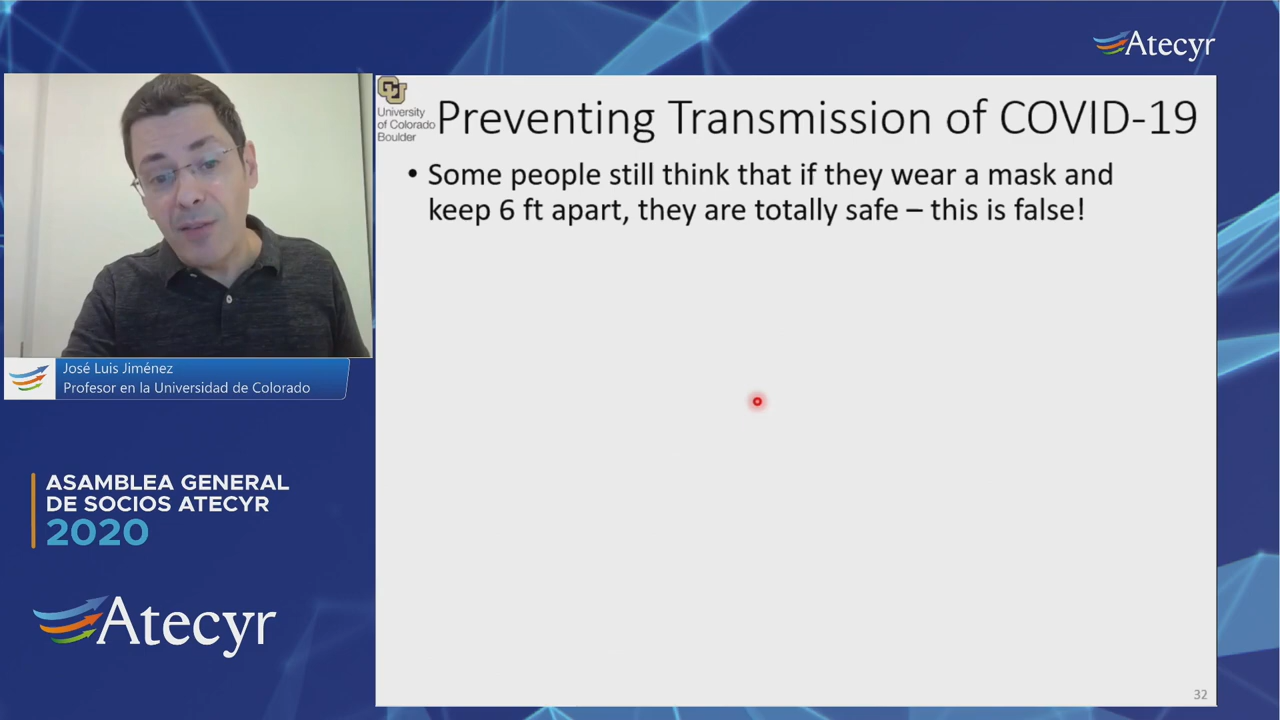 Atecyr
CU
University
of Colorado
Boulder
Preventing Transmission of COVID-19
• Some people still think that if they wear a mask and
keep 6 ft apart, they are totally safe – this is false!
José Luis Jiménez
Profesor en la Universidad de Colorado
ASAMBLEA GENERAL
DE SOCIOS ATECYR
2020
Atecyr
32